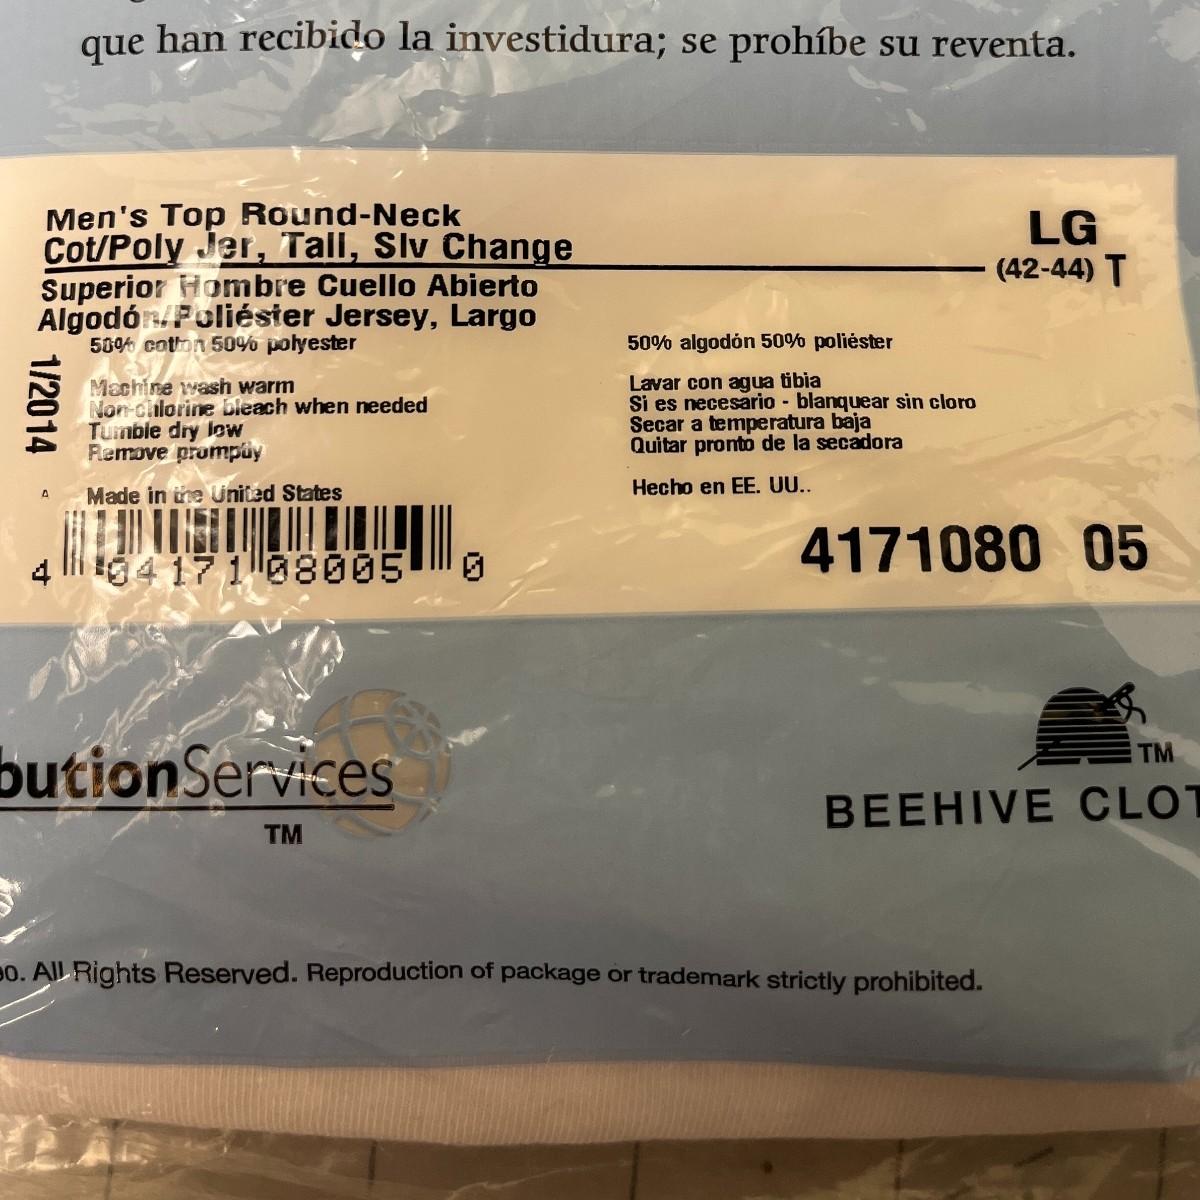 que han recibido la investidura; se prohíbe su reventa.
Men's Top Round-Neck
Cot/Poly Jer, Tall, Slv Change
LG
(42-44) T
Superior Hombre Cuello Abierto
Algodón/Poliéster Jersey, Largo
50% cotton 50% polyester
50% algodón 50% poliéster
1/2014
Machine wash warm
Non-chlorine bleach when needed
Tumble dry low
Remove promptly
Lavar con agua tibia
Si es necesario - blanquear sin cloro
Secar a temperatura baja
Quitar pronto de la secadora
A
Made in the United States
Hecho en EE. UU..
4 04171 08005 0
4171080 05
butionServices
TM
TM
BEEHIVE CLOT
00. All Rights Reserved. Reproduction of package or trademark strictly prohibited.